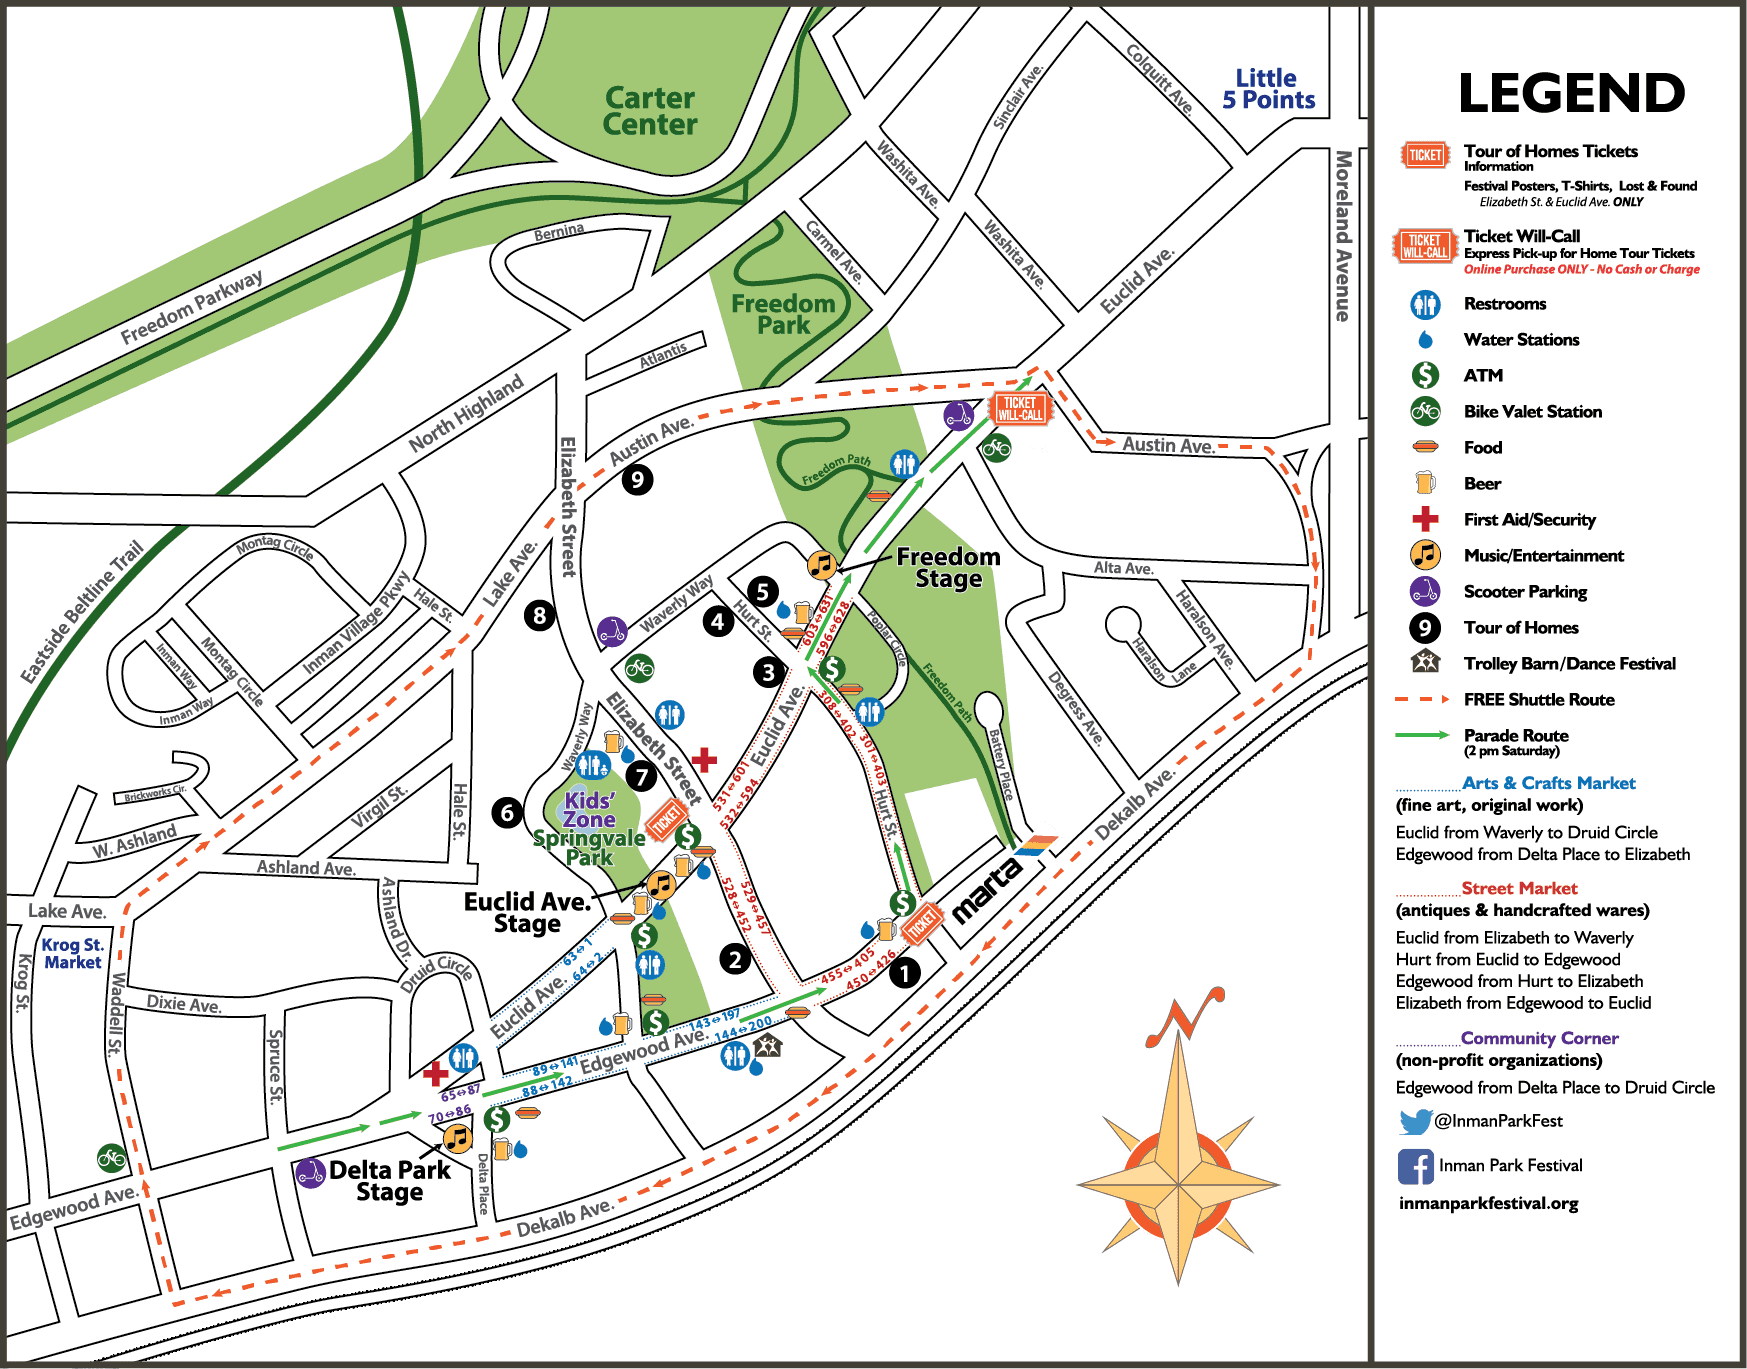 Carter
Center
Little
5 Points
Colquitt Ave.
Sinclair Ave.
Washita Ave.
Washita Ave.
Moreland Avenue
Euclid Ave.
Carmel Ave.
Bernina
Freedom Parkway
Freedom
Park
Atlantis
North Highland
Austin Ave.
TICKET
WILL-CALL
Austin Ave.
Elizabeth Street
9
Freedom Path
Eastside Beltline Trail
Montag Circle
Lake Ave.
Freedom
Stage
Alta Ave.
Inman Village Pkwy
Hale St.
8
Waverly Way
5
4
Hurt St.
603↔631
596↔628
Poplar Circle
Haralson Ave.
Haralson
Lane
Inman Way
Montag Circle
Inman Way
3
Freedom Path
Degress Ave.
308↔402
301↔403
Euclid Ave.
Elizabeth Street
Waverly Way
7
Battery Place
Brickworks Cir.
Virgil St.
Hale St.
531↔601
532↔594
Hurt St.
Dekalb Ave.
6
Kids'
Zone
Springvale
Park
TICKET
W. Ashland
Ashland Ave.
Ashland Dr.
marta
Euclid Ave.
Stage
529↔457
528↔452
Lake Ave.
TICKET
Krog St.
Market
Krog St.
Waddell St.
Druid Circle
63↔1
64↔2
Euclid Ave.
2
455↔405
450↔426
1
Dixie Ave.
Spruce St.
143↔197
144↔200
Edgewood Ave.
89↔141
88↔142
65↔87
70↔86
Delta Park
Stage
Delta Place
Edgewood Ave.
Dekalb Ave.
LEGEND
TICKET
Tour of Homes Tickets
Information
Festival Posters, T-Shirts, Lost & Found
Elizabeth St. & Euclid Ave. ONLY
TICKET
WILL-CALL
Ticket Will-Call
Express Pick-up for Home Tour Tickets
Online Purchase ONLY - No Cash or Charge
Restrooms
Water Stations
$ ATM
Bike Valet Station
Food
Beer
First Aid/Security
Music/Entertainment
Scooter Parking
9 Tour of Homes
Trolley Barn/Dance Festival
FREE Shuttle Route
Parade Route
(2 pm Saturday)
Arts & Crafts Market
(fine art, original work)
Euclid from Waverly to Druid Circle
Edgewood from Delta Place to Elizabeth
Street Market
(antiques & handcrafted wares)
Euclid from Elizabeth to Waverly
Hurt from Euclid to Edgewood
Edgewood from Hurt to Elizabeth
Elizabeth from Edgewood to Euclid
Community Corner
(non-profit organizations)
Edgewood from Delta Place to Druid Circle
@InmanParkFest
Inman Park Festival
inmanparkfestival.org